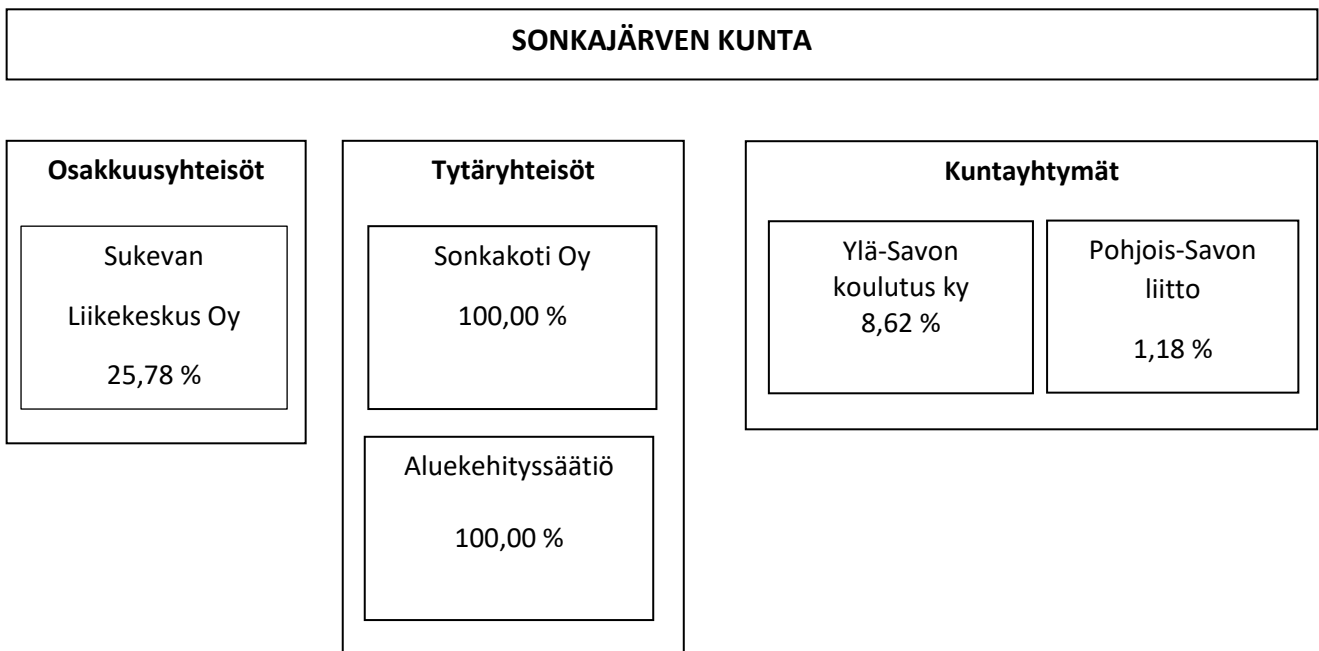 SONKAJÄRVEN KUNTA
Osakkuusyhteisöt
Sukevan
Liikekeskus Oy
25,78 %
Tytäryhteisöt
Sonkakoti Oy
100,00 %
Aluekehityssäätiö
100,00 %
Kuntayhtymät
Ylä-Savon
koulutus ky
8,62 %
Pohjois-Savon
liitto
1,18 %